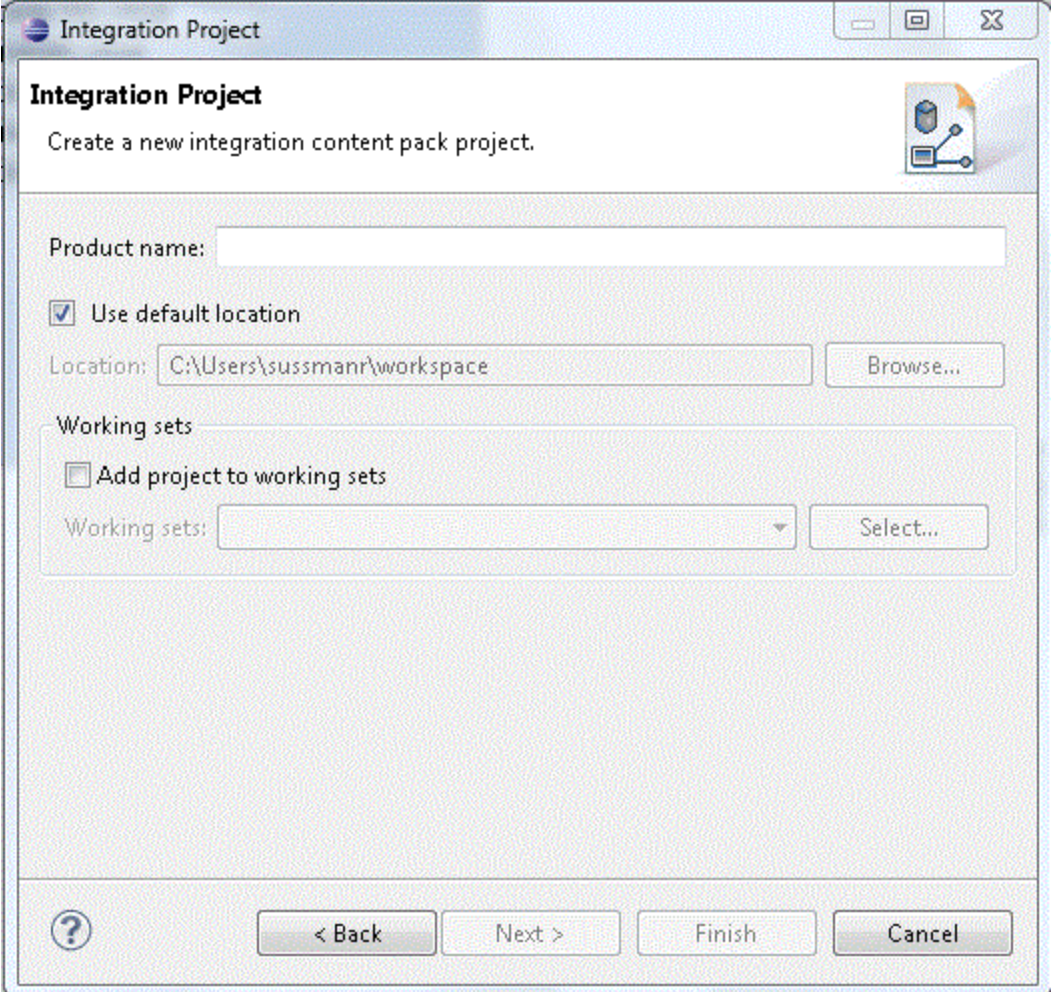 Integration Project
Integration Project
Create a new integration content pack project.
Product name:
Use default location
Location: C:\Users\sussmanr\workspace Browse...
Working sets
Add project to working sets
Working sets: Select...
? < Back Next > Finish Cancel